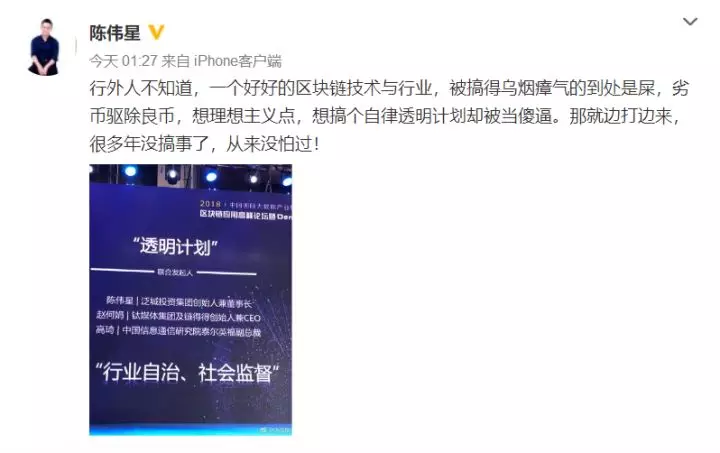 陈伟星
今天 01:27 来自 iPhone客户端
行外人不知道，一个好好的区块链技术与行业，被搞得乌烟瘴气的到处是屎，劣
币驱除良币，想理想主义点，想搞个自律透明计划却被当傻逼。那就边打边来，
很多年没搞事了，从来没怕过！
2018
区块链应用高峰论坛暨
“透明计划”
联合发起人
陈伟星 | 泛城投资集团创始人兼董事长
赵何娟 | 钛媒体集团及链得得创始人兼CEO
高琦 | 中国信息通信研究院泰尔英福副总裁
“行业自治、社会监督”